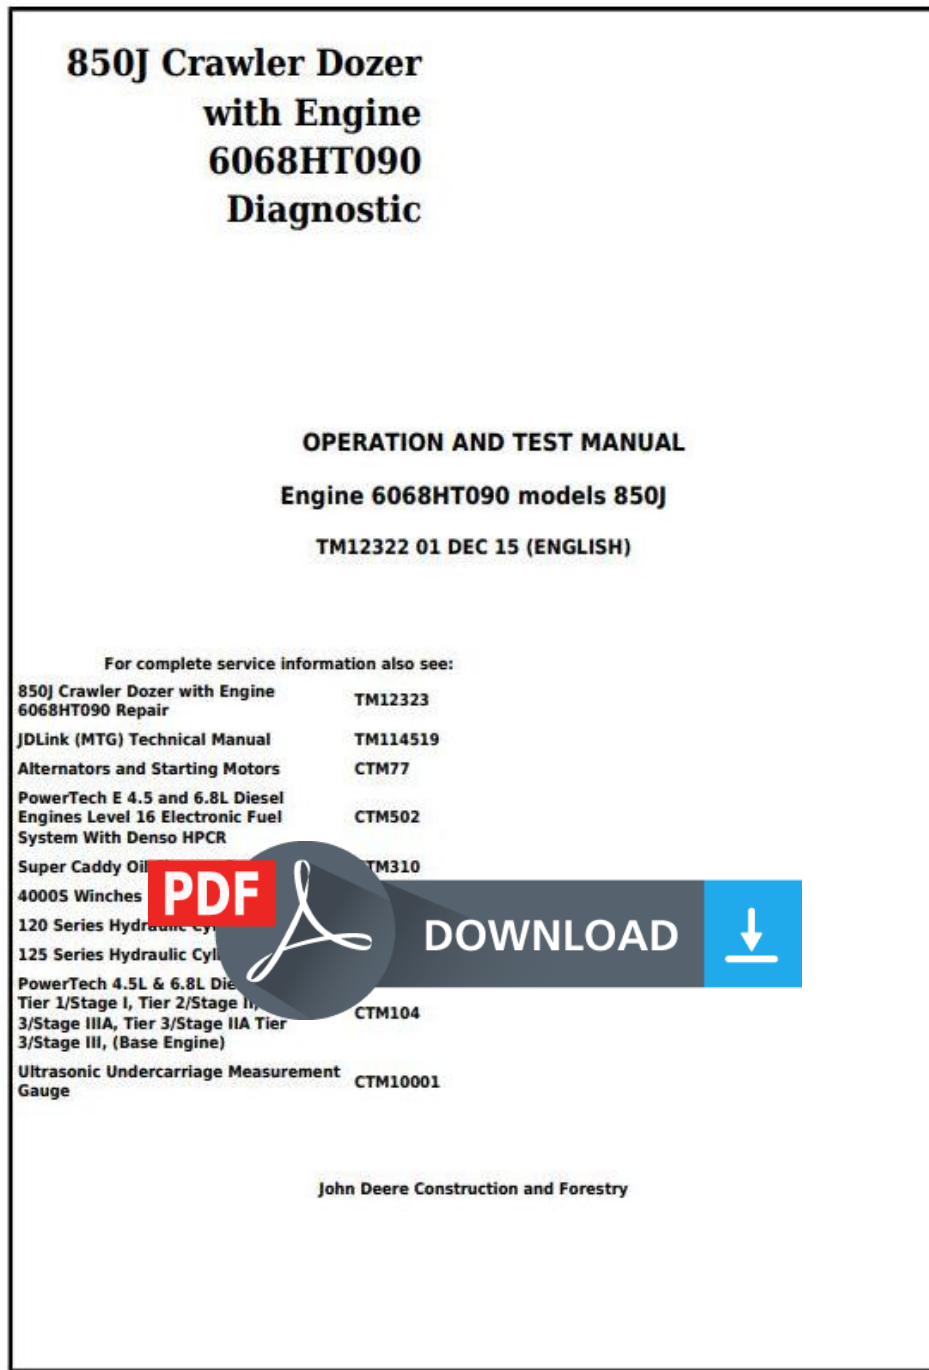 850J Crawler Dozer
with Engine
6068HT090
Diagnostic
OPERATION AND TEST MANUAL
Engine 6068HT090 models 850J
TM12322 01 DEC 15 (ENGLISH)
For complete service information also see:
850J Crawler Dozer with Engine
6068HT090 Repair
TM12323
JDLink (MTG) Technical Manual TM114519
Alternators and Starting Motors CTM77
PowerTech E 4.5 and 6.8L Diesel
Engines Level 16 Electronic Fuel
System With Denso HPCR
CTM502
Super Caddy Oil
4000S Winches
120 Series
125 Series Hydraulic
PDF
DOWNLOAD
PowerTech 4.5L & 6.8L
Tier 1/Stage I, Tier 2/Stage
3/Stage IIIA, Tier 3/Stage IIA Tier
3/Stage III, (Base Engine)
CTM104
Ultrasonic Undercarriage Measurement
Gauge
CTM10001
John Deere Construction and Forestry